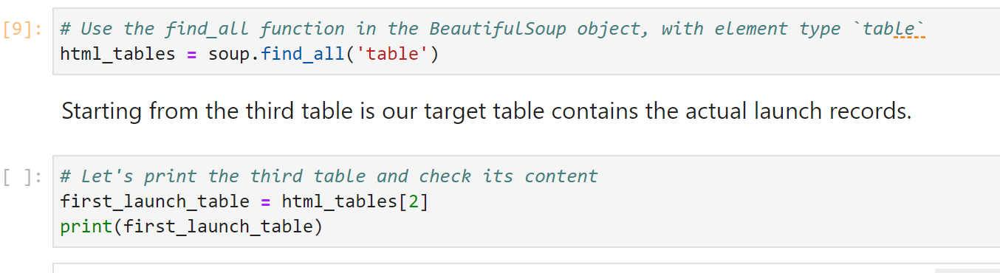 [9]: # Use the find_all function in the BeautifulSoup object, with element type `table`
html_tables = soup.find_all('table')
Starting from the third table is our target table contains the actual launch records.
[ ]: # Let's print the third table and check its content
first_launch_table = html_tables[2]
print(first_launch_table)